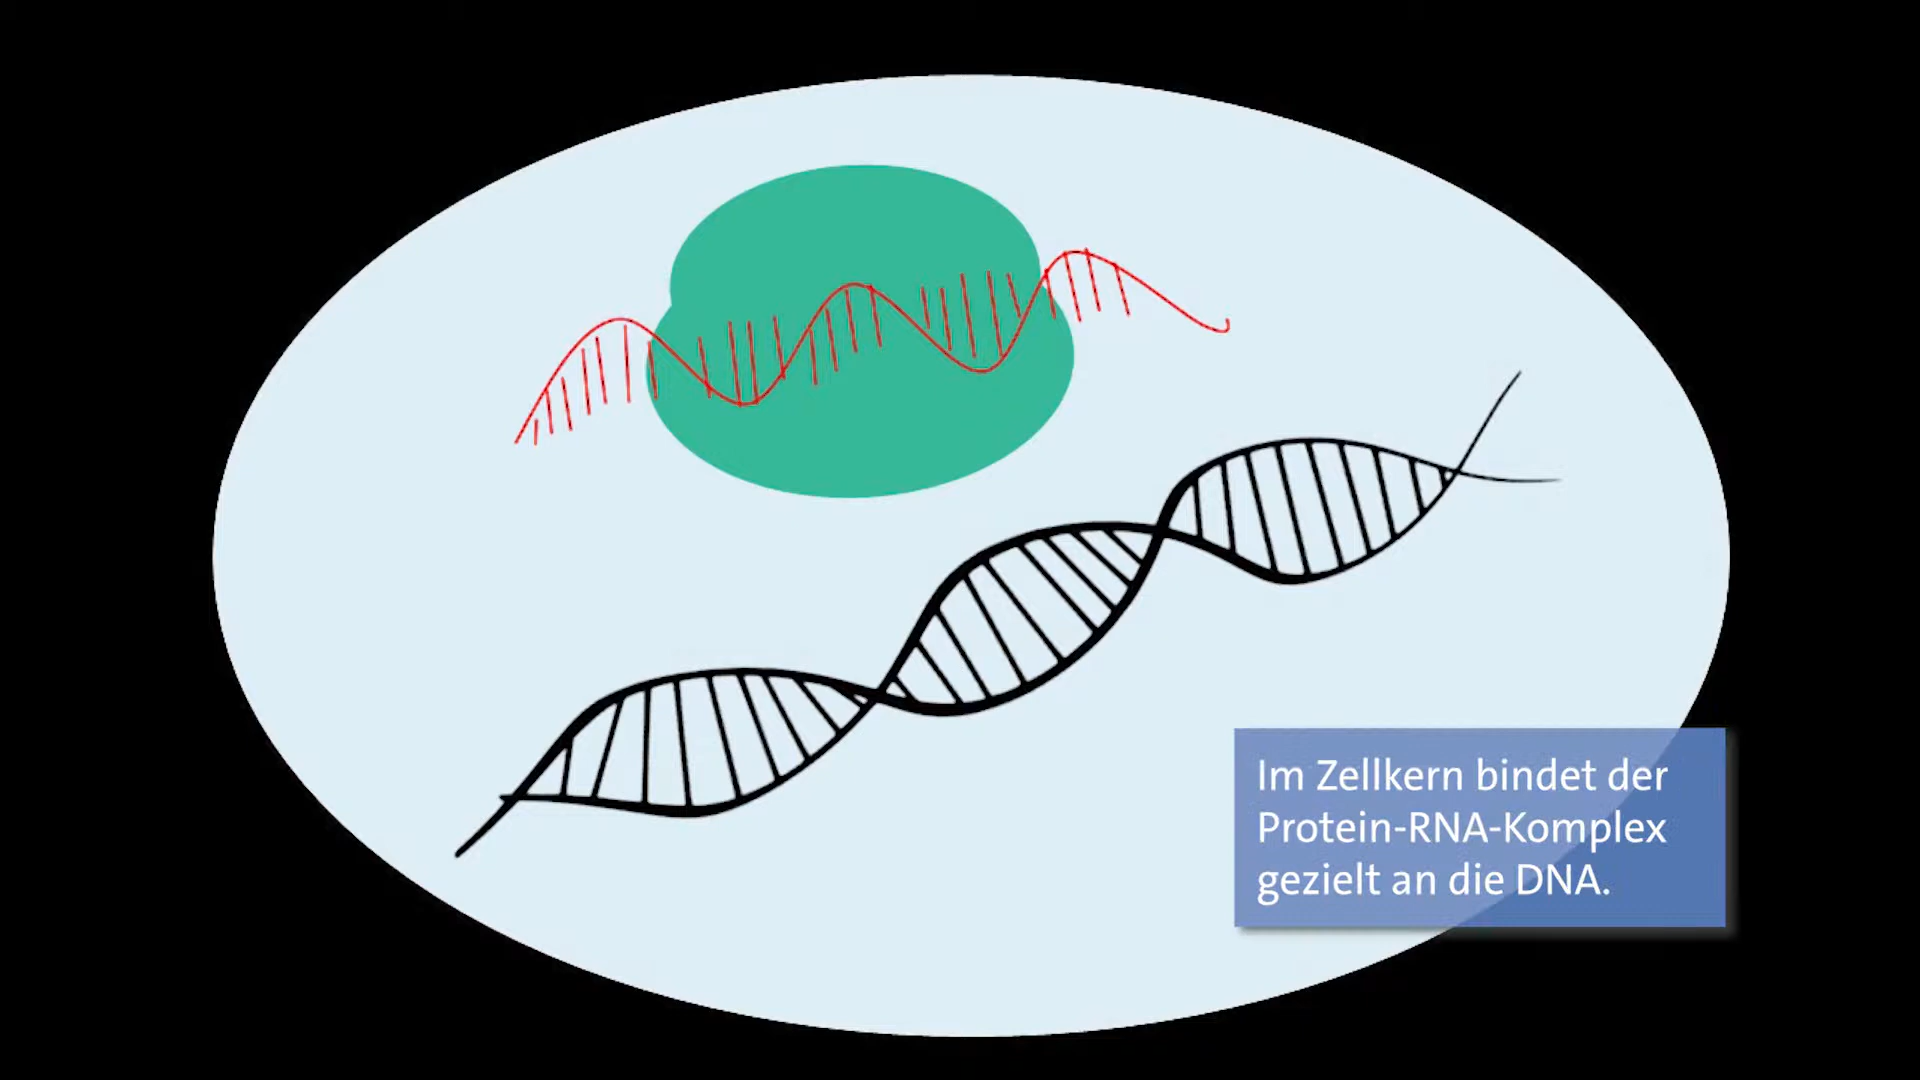 Im Zellkern bindet der
Protein-RNA-Komplex
gezielt an die DNA.